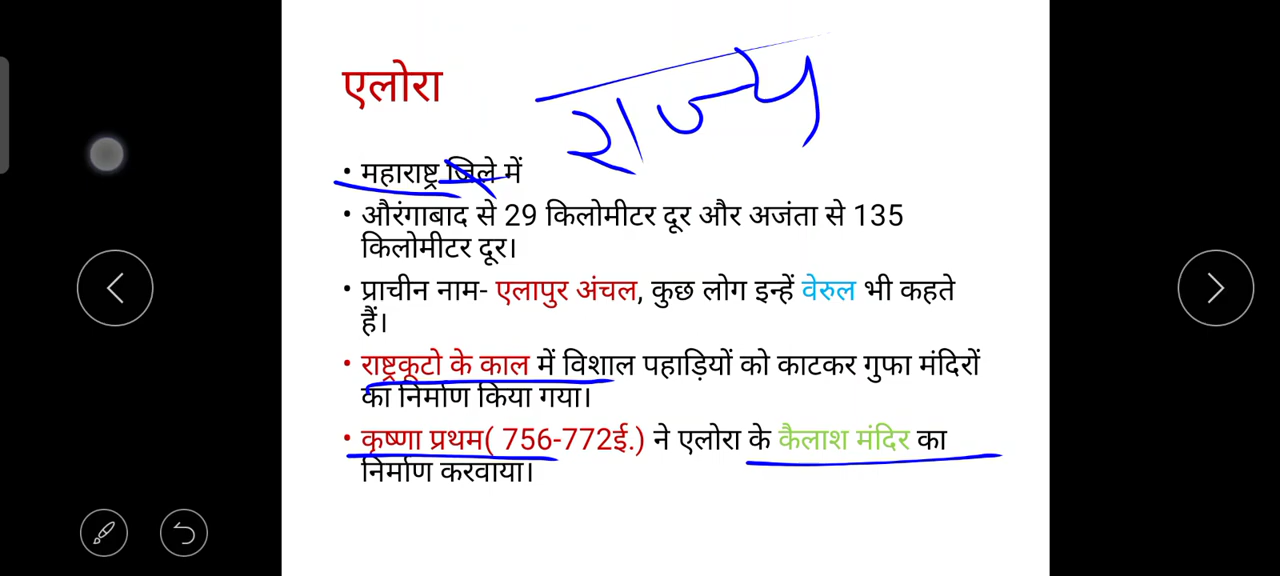 एलोरा
राज्य
• महाराष्ट्र जिले में
• औरंगाबाद से 29 किलोमीटर दूर और अजंता से 135
किलोमीटर दूर।
• प्राचीन नाम- एलापुर अंचल, कुछ लोग इन्हें वेरुल भी कहते
हैं।
• राष्ट्रकूटो के काल में विशाल पहाड़ियों को काटकर गुफा मंदिरों
का निर्माण किया गया।
• कृष्णा प्रथम( 756-772ई.) ने एलोरा के कैलाश मंदिर का
निर्माण करवाया।